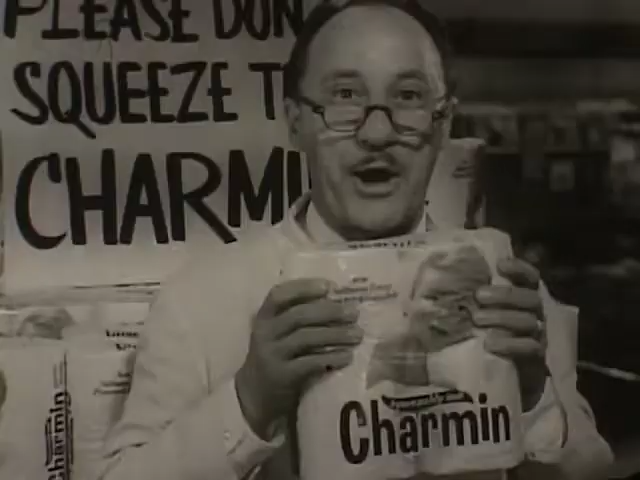 PLEASE DON
SQUEEZE T
CHARMI
Charmin
Charmin